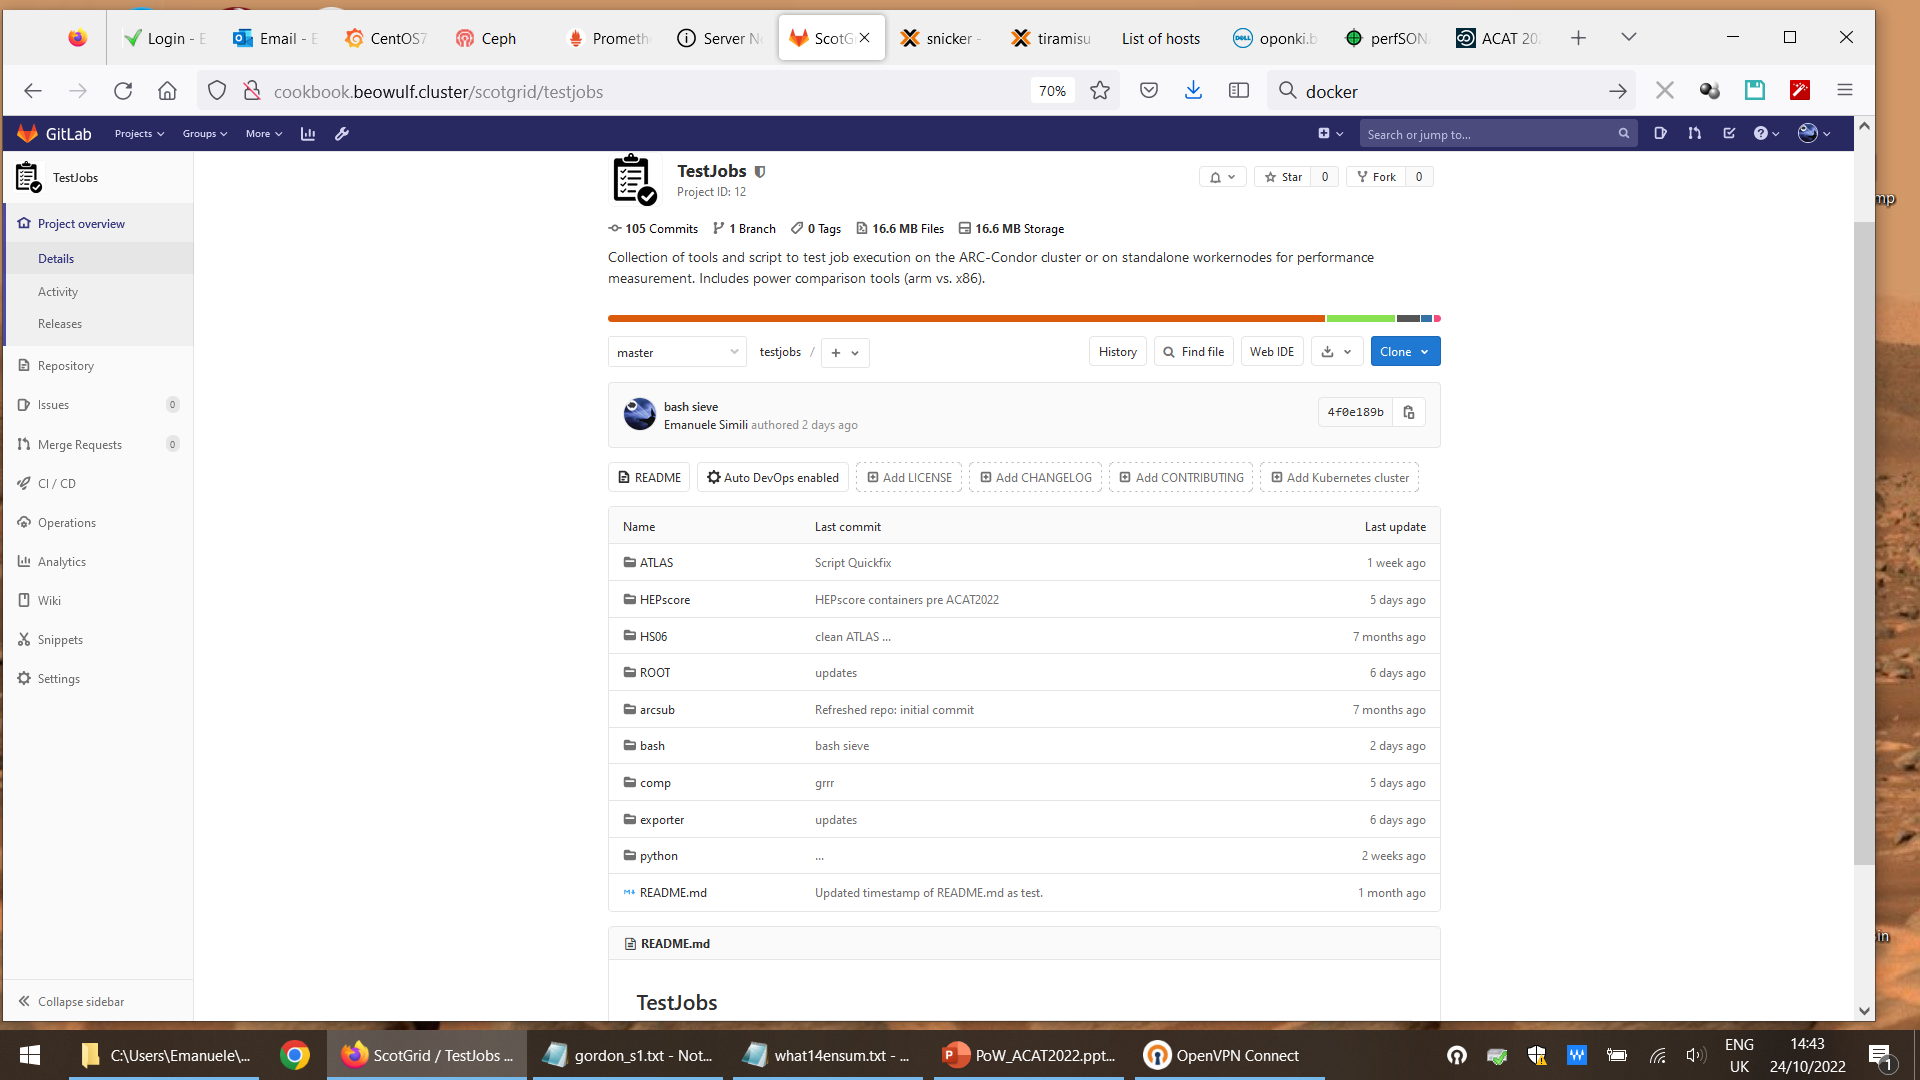 Login - E
Email - E
CentOS7
Ceph
Prometh
Server N
ScotG
snicker -
tiramisu
List of hosts
oponki.b
perfSON
ACAT 20
cookbook.beowulf.cluster/scotgrid/testjobs
70%
docker
GitLab
Projects
Groups
More
Search or jump to...
TestJobs
Project overview
Details
Activity
Releases
Repository
Issues 0
Merge Requests 0
CI / CD
Operations
Analytics
Wiki
Snippets
Settings
Collapse sidebar
TestJobs
Project ID: 12
Star 0
Fork 0
105 Commits 1 Branch 0 Tags 16.6 MB Files 16.6 MB Storage
Collection of tools and script to test job execution on the ARC-Condor cluster or on standalone workernodes for performance
measurement. Includes power comparison tools (arm vs. x86).
master
testjobs / +
History
Find file
Web IDE
Clone
bash sieve
Emanuele Simili authored 2 days ago
4f0e189b
README
Auto DevOps enabled
Add LICENSE
Add CHANGELOG
Add CONTRIBUTING
Add Kubernetes cluster
Name Last commit Last update
ATLAS Script Quickfix 1 week ago
HEPscore HEPscore containers pre ACAT2022 5 days ago
HS06 clean ATLAS ... 7 months ago
ROOT updates 6 days ago
arcsub Refreshed repo: initial commit 7 months ago
bash bash sieve 2 days ago
comp grrr 5 days ago
exporter updates 6 days ago
python ... 2 weeks ago
README.md Updated timestamp of README.md as test. 1 month ago
README.md
TestJobs
mp
in
C:\Users\Emanuele\...
ScotGrid / TestJobs ...
gordon_s1.txt - Not...
what14ensum.txt - ...
PoW_ACAT2022.ppt...
OpenVPN Connect
ENG
UK
14:43
24/10/2022
1